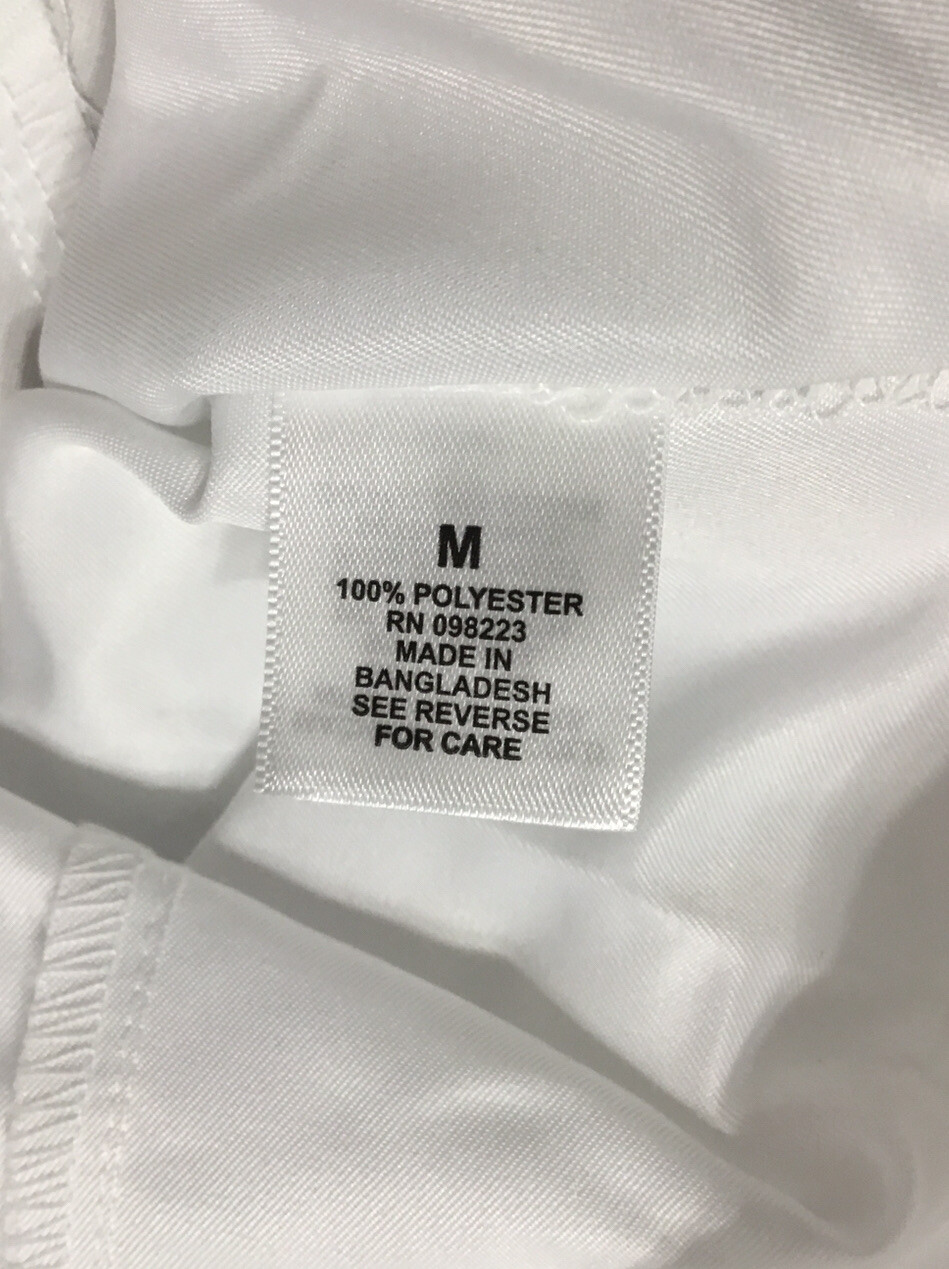 M
100% POLYESTER
RN 098223
MADE IN
BANGLADESH
SEE REVERSE
FOR CARE